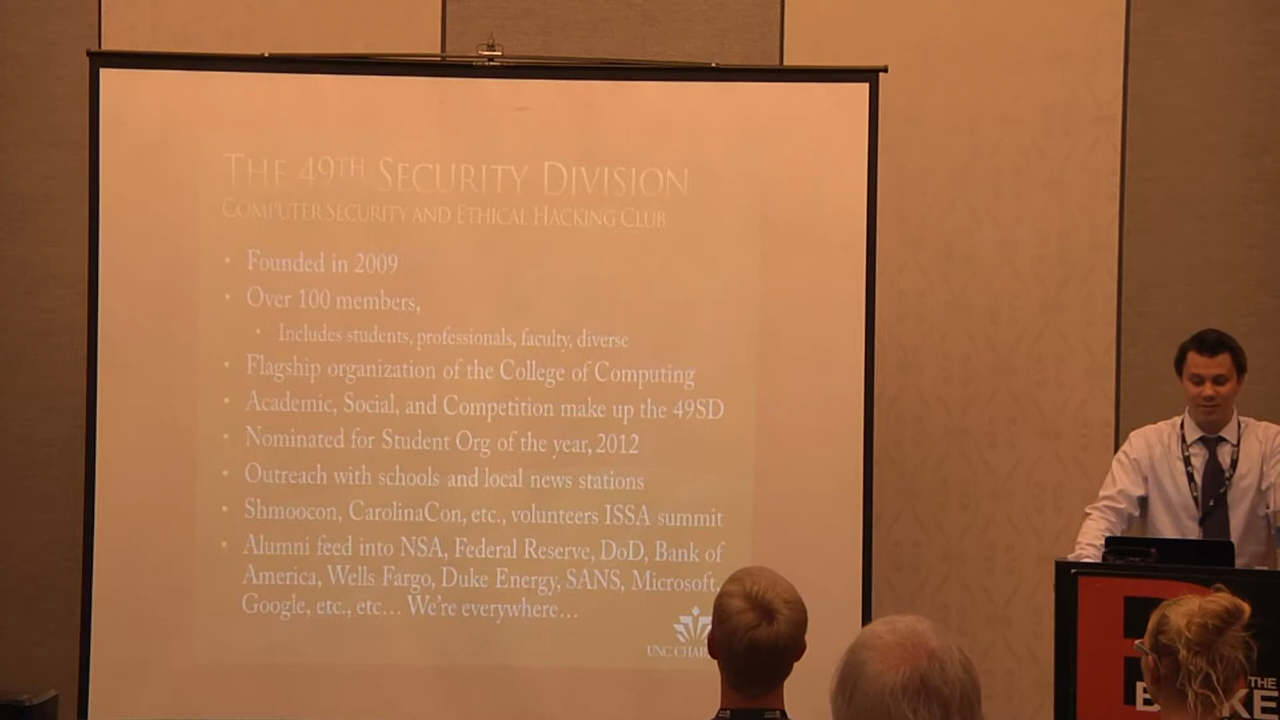 THE 49TH SECURITY DIVISION
COMPUTER SECURITY AND ETHICAL HACKING CLUB
• Founded in 2009
• Over 100 members,
• Includes students, professionals, faculty, diverse
• Flagship organization of the College of Computing
• Academic, Social, and Competition make up the 49SD
• Nominated for Student Org of the year, 2012
• Outreach with schools and local news stations
• Shmoocon, CarolinaCon, etc., volunteers ISSA summit
• Alumni feed into NSA, Federal Reserve, DoD, Bank of
America, Wells Fargo, Duke Energy, SANS, Microsoft,
Google, etc., etc… We're everywhere…
UNC
THE